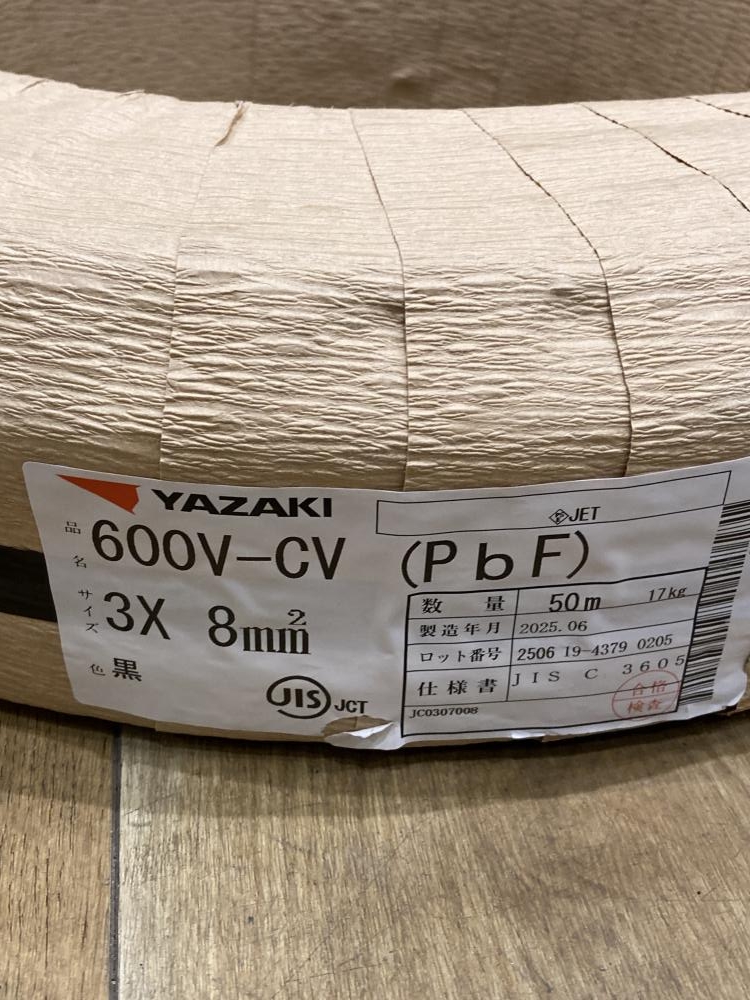 YAZAKI
JET
品名 600V-CV (PbF)
サイズ 3X 8mm²
色 黒
JIS JCT
数量 50m 17kg
製造年月 2025.06
ロット番号 2506 19-4379 0205
仕様書 JIS C 3605
JC0307008
合格
検査